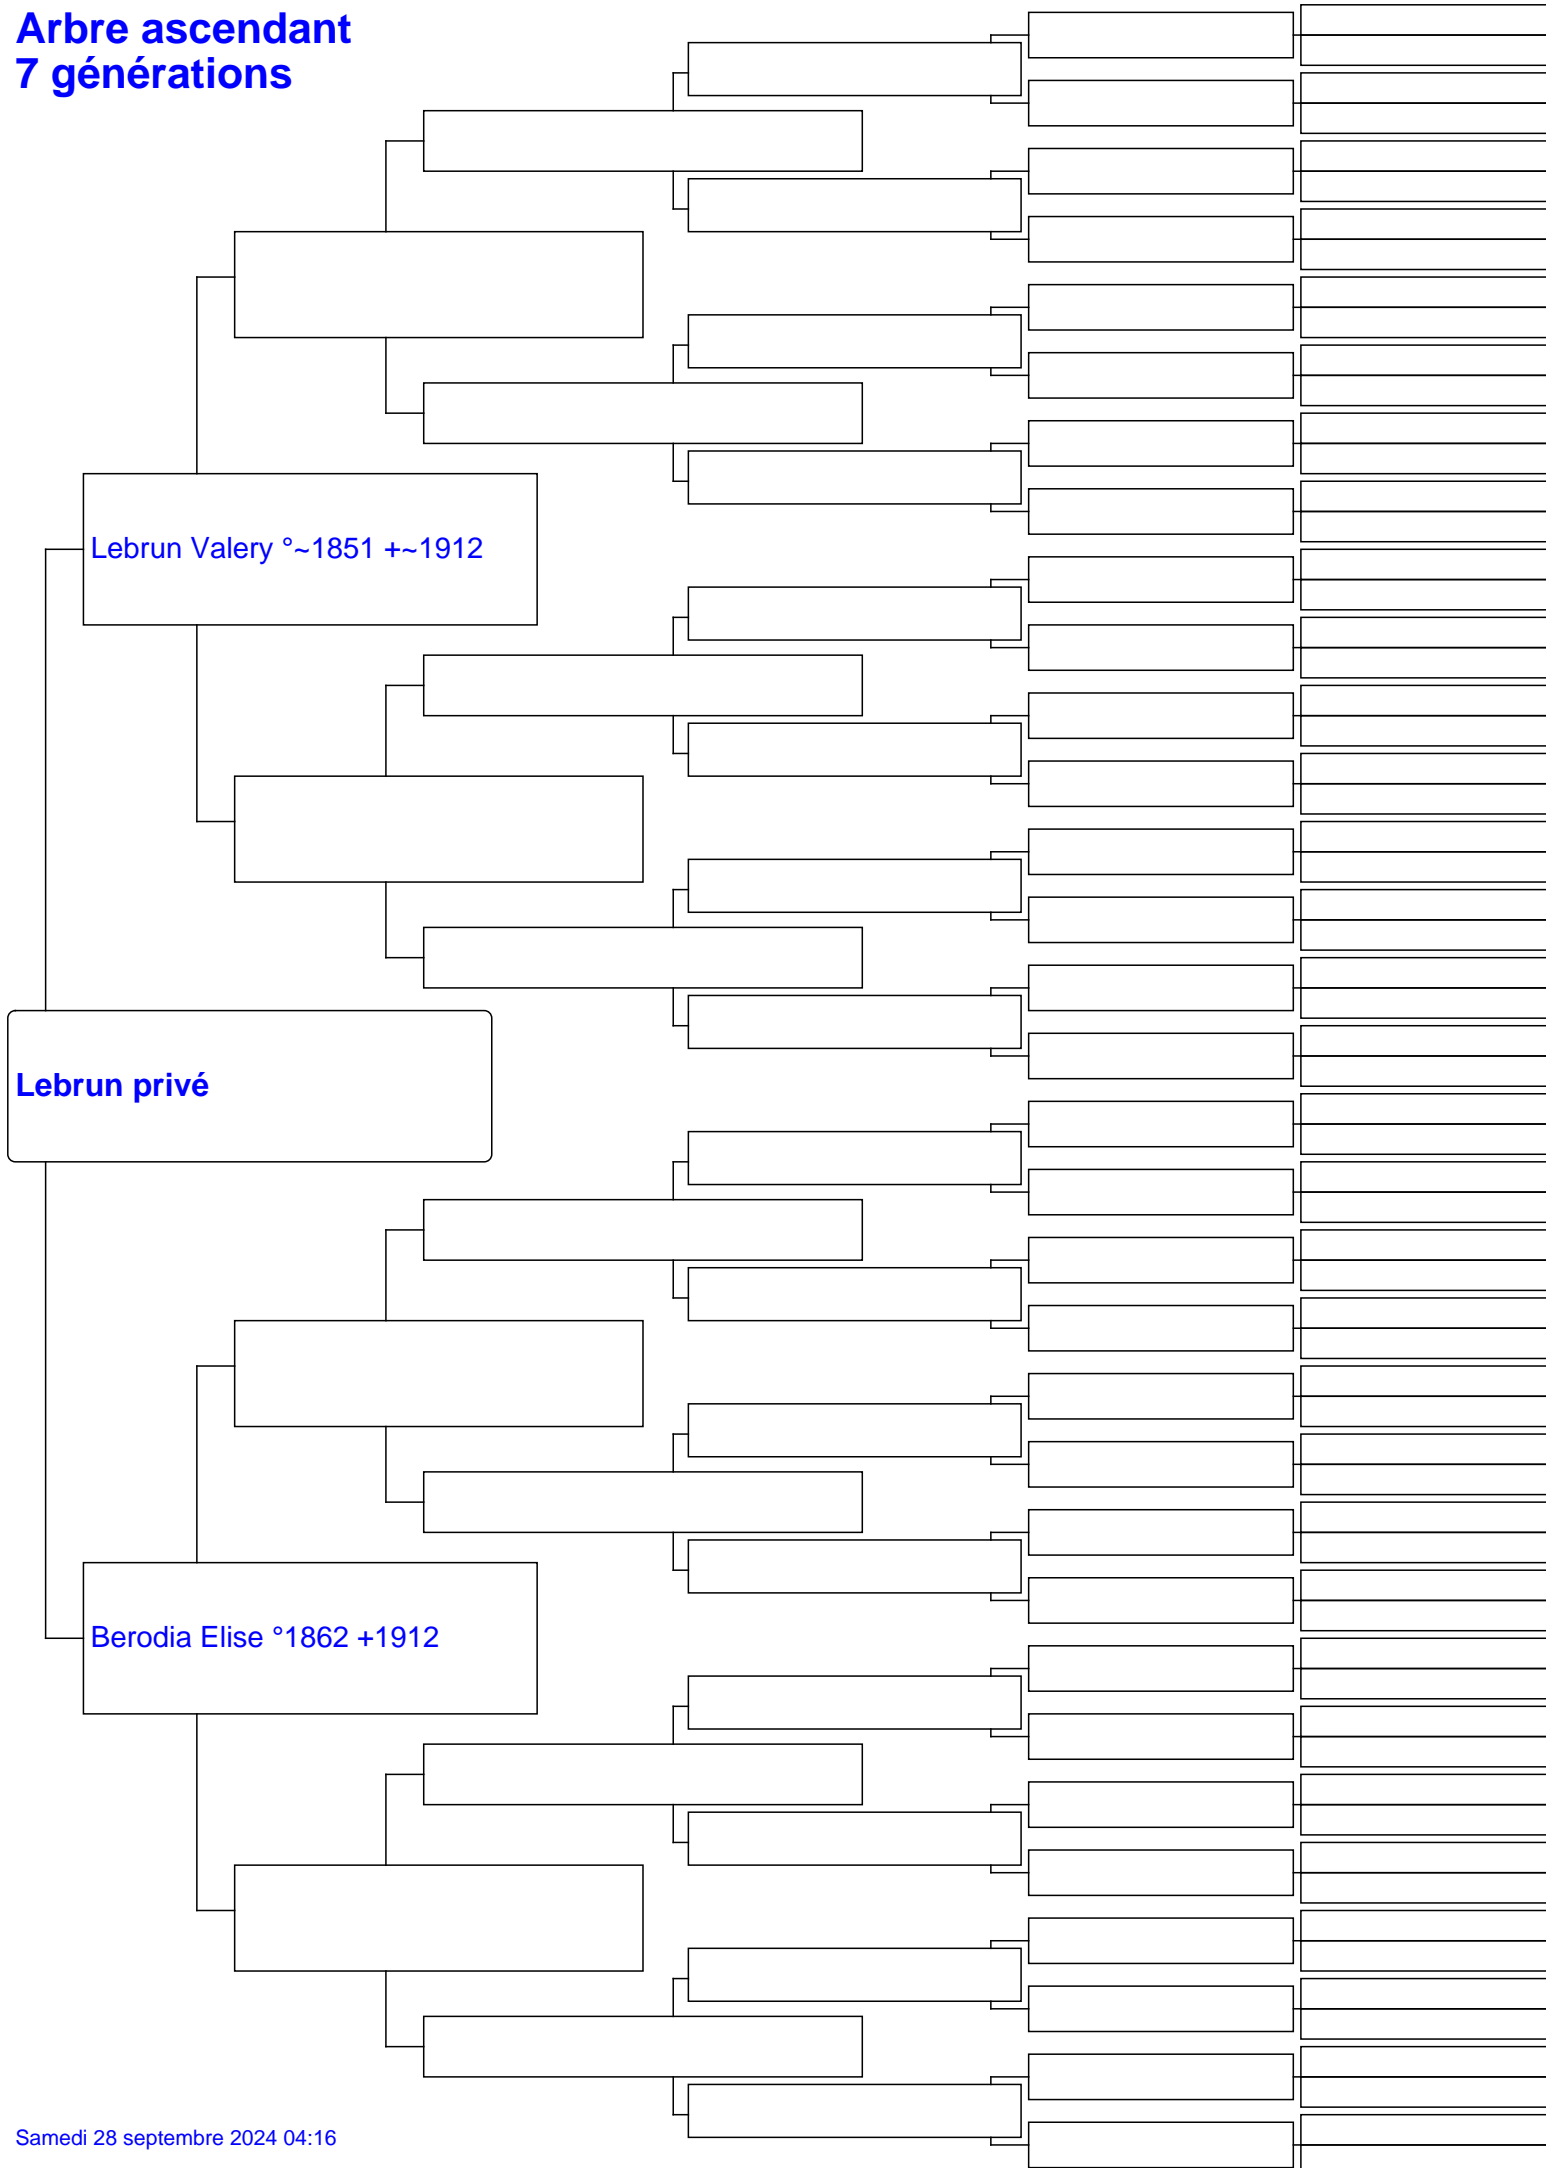 Arbre ascendant
7 générations
Lebrun Valery °~1851 +~1912
Lebrun privé
Berodia Elise °1862 +1912
Samedi 28 septembre 2024 04:16